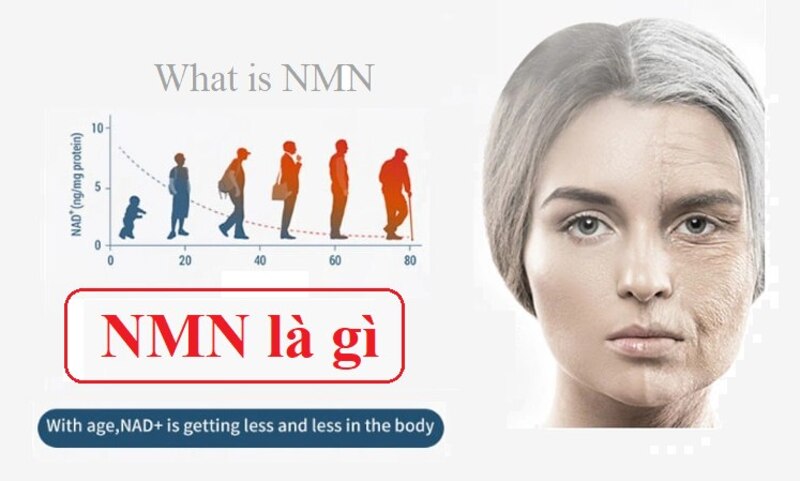 What is NMN
NAD⁺ (ng/mg protein)
10
5
0
0 20 40 60 80
NMN là gì
With age,NAD+ is getting less and less in the body